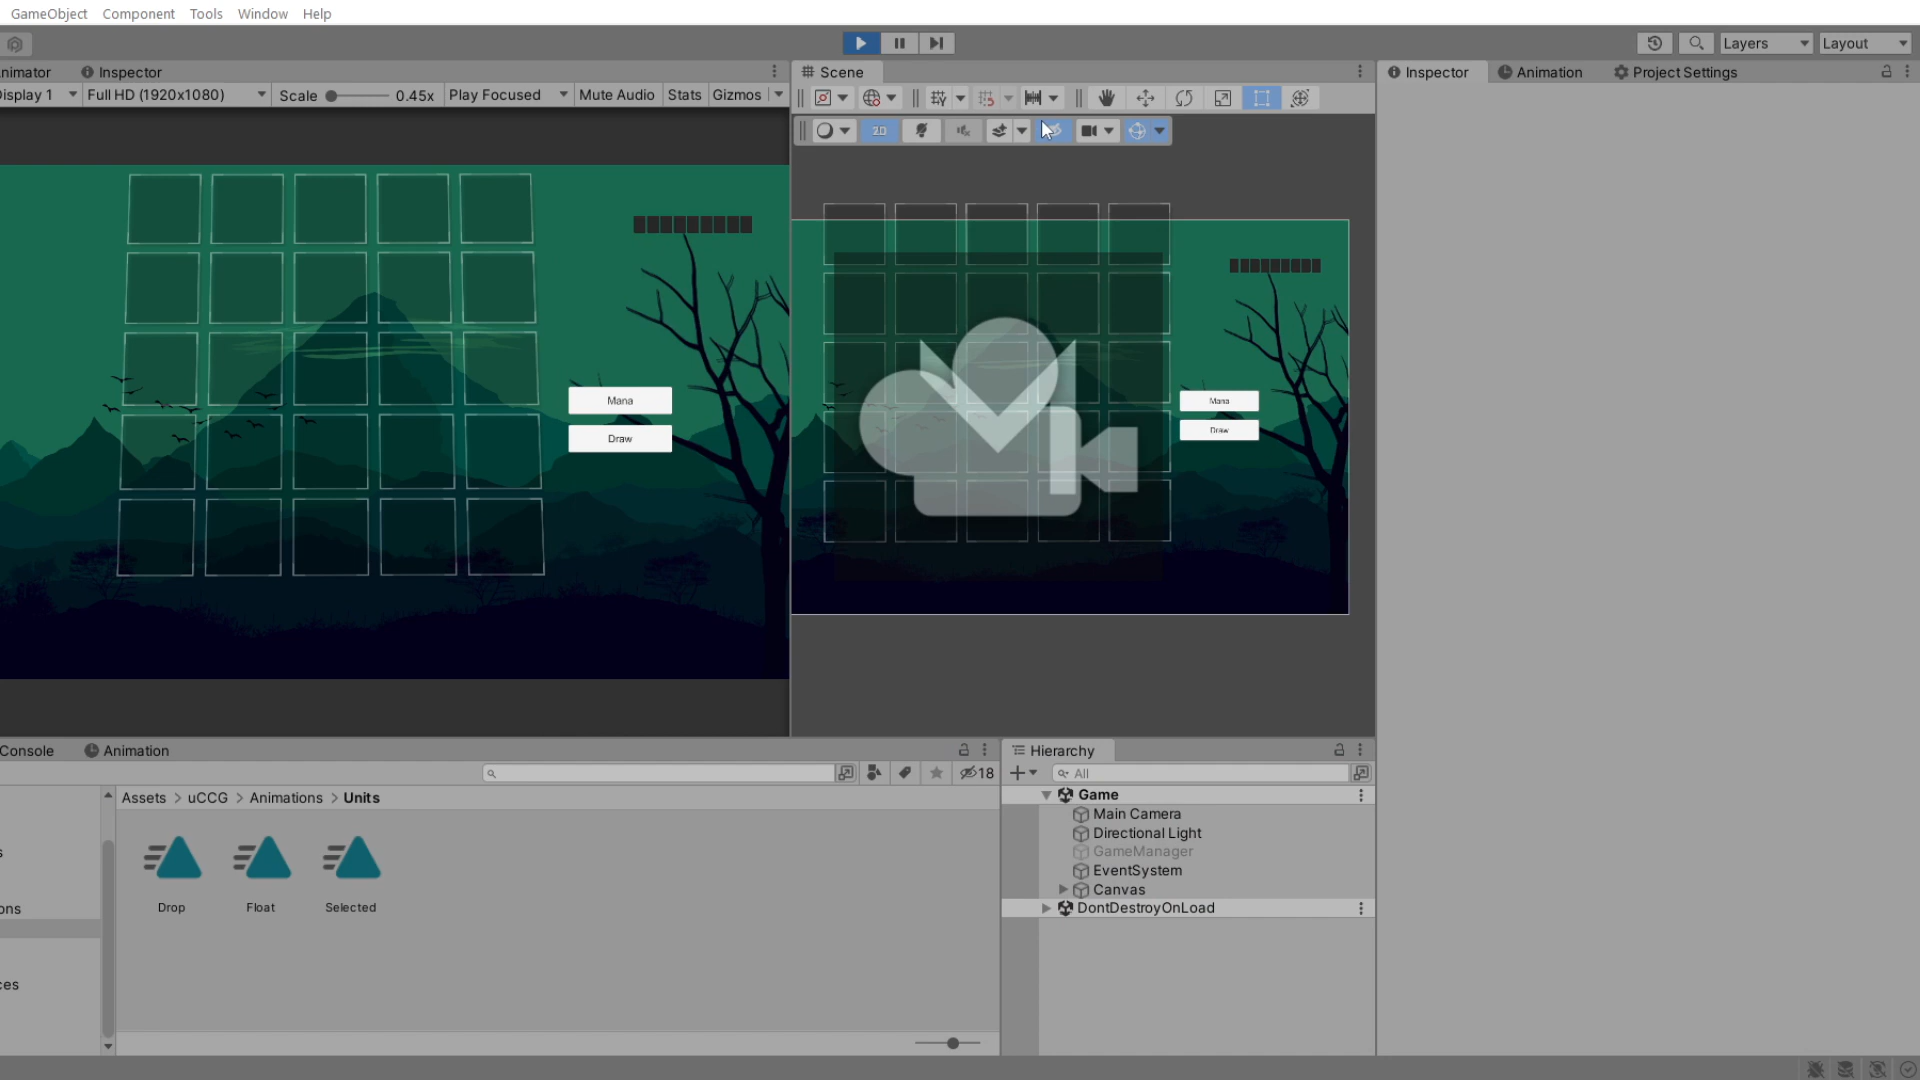 GameObject Component Tools Window Help
Layers Layout
nimator Inspector Scene Inspector Animation Project Settings
isplay 1 Full HD (1920x1080) Scale 0.45x Play Focused Mute Audio Stats Gizmos
2D
Mana
Draw
Mana
Draw
Console Animation Hierarchy
18 All
Assets > uCCG > Animations > Units
Game
Main Camera
Directional Light
GameManager
EventSystem
Canvas
DontDestroyOnLoad
s
ons
ces
Drop Float Selected